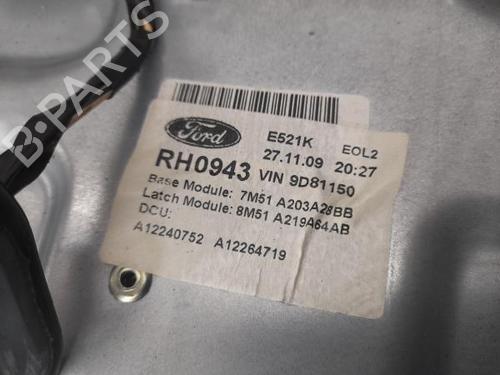 B-PARTS
Ford
E521K EOL2
27.11.09 20:27
RH0943 VIN 9D81150
Base Module: 7M51 A203A28BB
Latch Module: 8M51 A219A64AB
DCU:
A12240752 A12264719